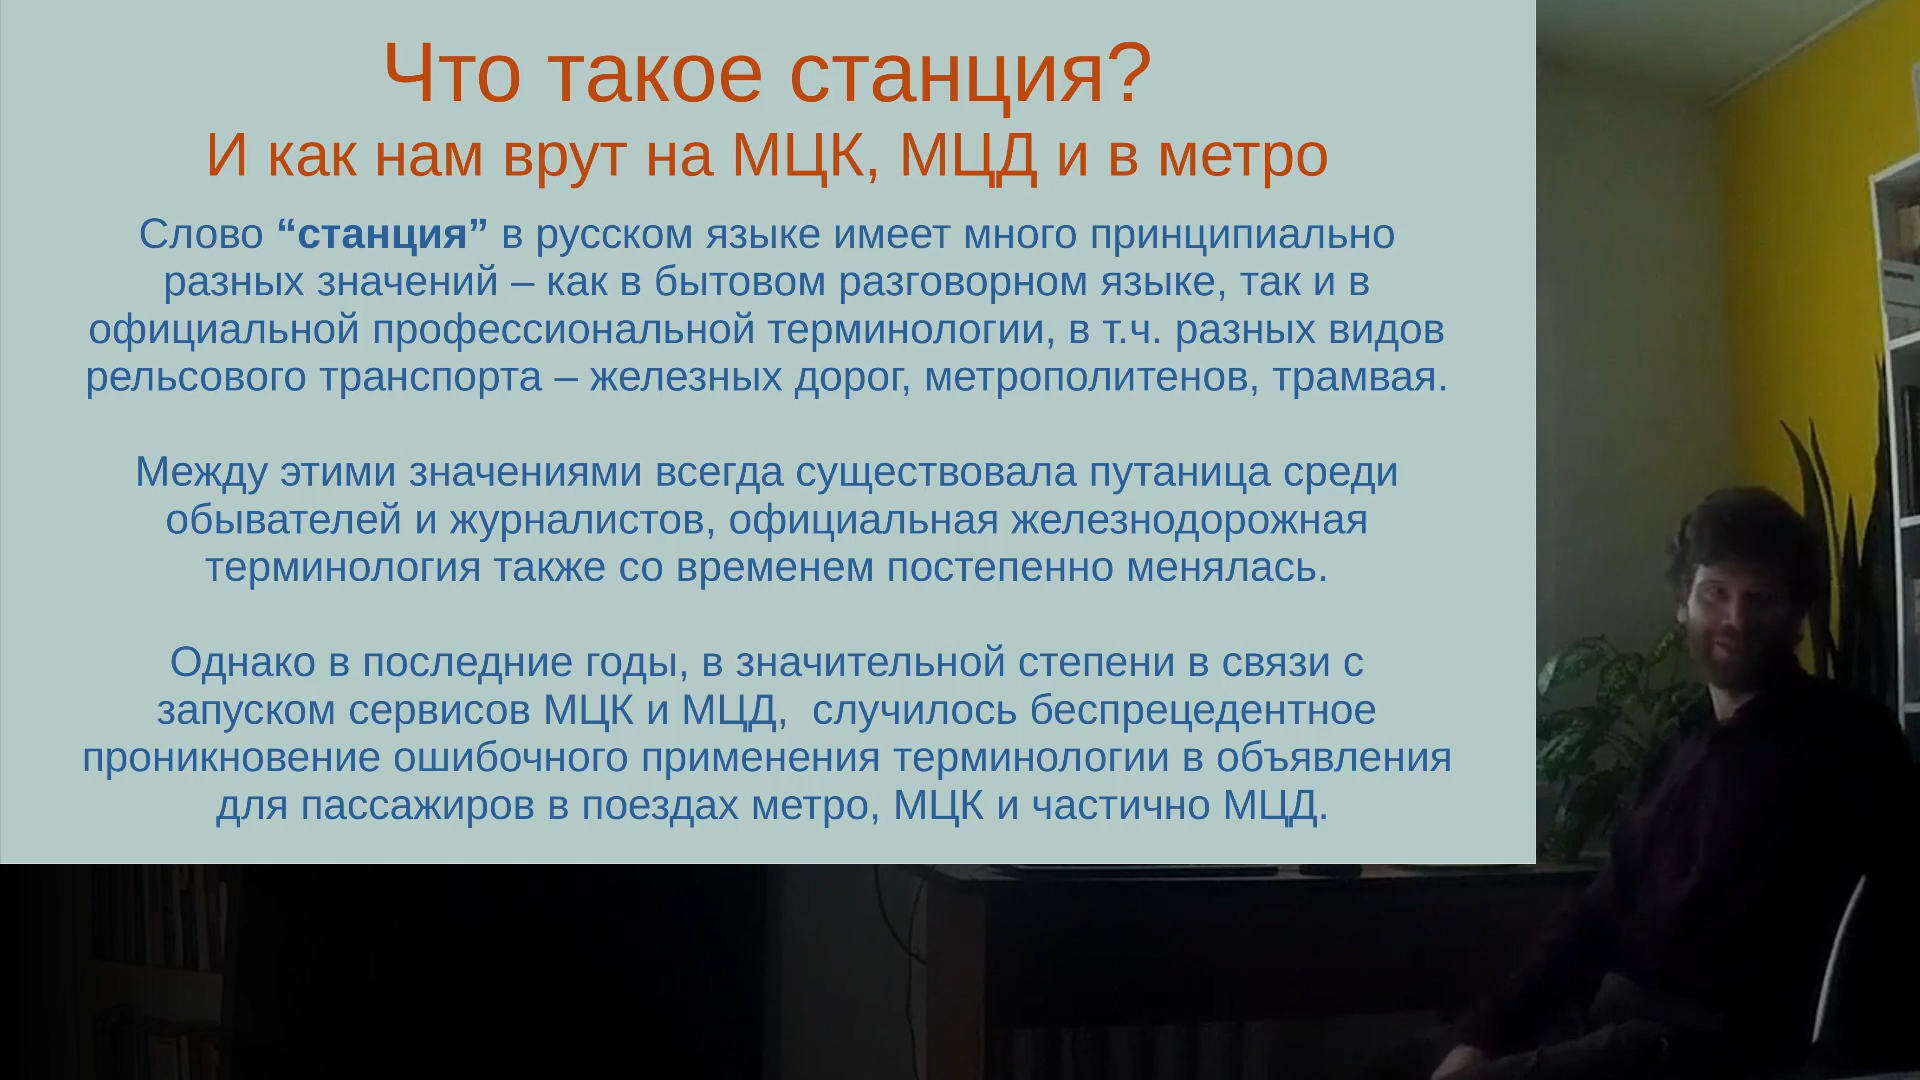 Что такое станция?
И как нам врут на МЦК, МЦД и в метро
Слово “станция” в русском языке имеет много принципиально
разных значений – как в бытовом разговорном языке, так и в
официальной профессиональной терминологии, в т.ч. разных видов
рельсового транспорта – железных дорог, метрополитенов, трамвая.
Между этими значениями всегда существовала путаница среди
обывателей и журналистов, официальная железнодорожная
терминология также со временем постепенно менялась.
Однако в последние годы, в значительной степени в связи с
запуском сервисов МЦК и МЦД,  случилось беспрецедентное
проникновение ошибочного применения терминологии в объявления
для пассажиров в поездах метро, МЦК и частично МЦД.